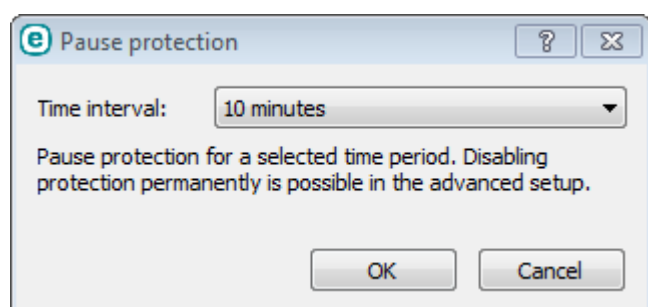 e Pause protection ?
Time interval: 10 minutes
Pause protection for a selected time period. Disabling
protection permanently is possible in the advanced setup.
OK Cancel